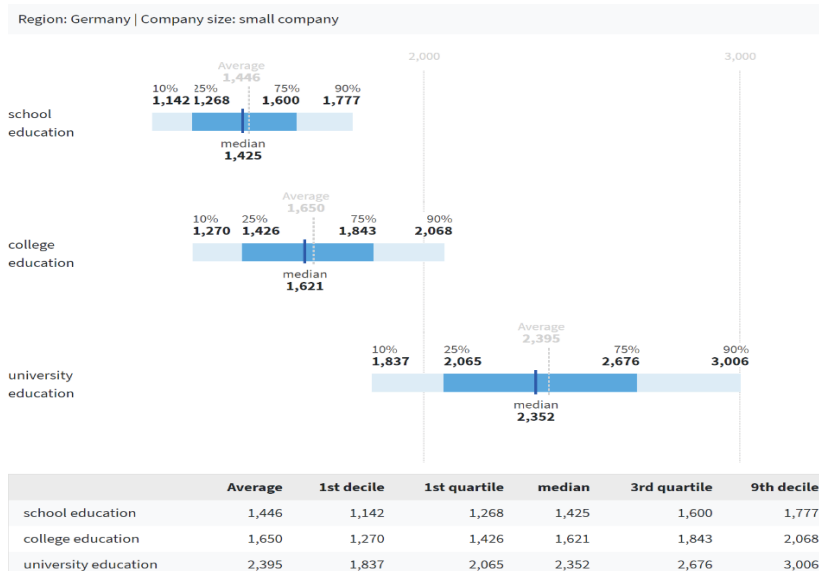 Region: Germany | Company size: small company
2,000 3,000
Average
1,446
10% 25% 75% 90%
1,142 1,268 1,600 1,777
school
education
median
1,425
Average
1,650
10% 25% 75% 90%
1,270 1,426 1,843 2,068
college
education
median
1,621
Average
2,395
10% 25% 75% 90%
1,837 2,065 2,676 3,006
university
education
median
2,352
Average 1st decile 1st quartile median 3rd quartile 9th decile
school education 1,446 1,142 1,268 1,425 1,600 1,777
college education 1,650 1,270 1,426 1,621 1,843 2,068
university education 2,395 1,837 2,065 2,352 2,676 3,006